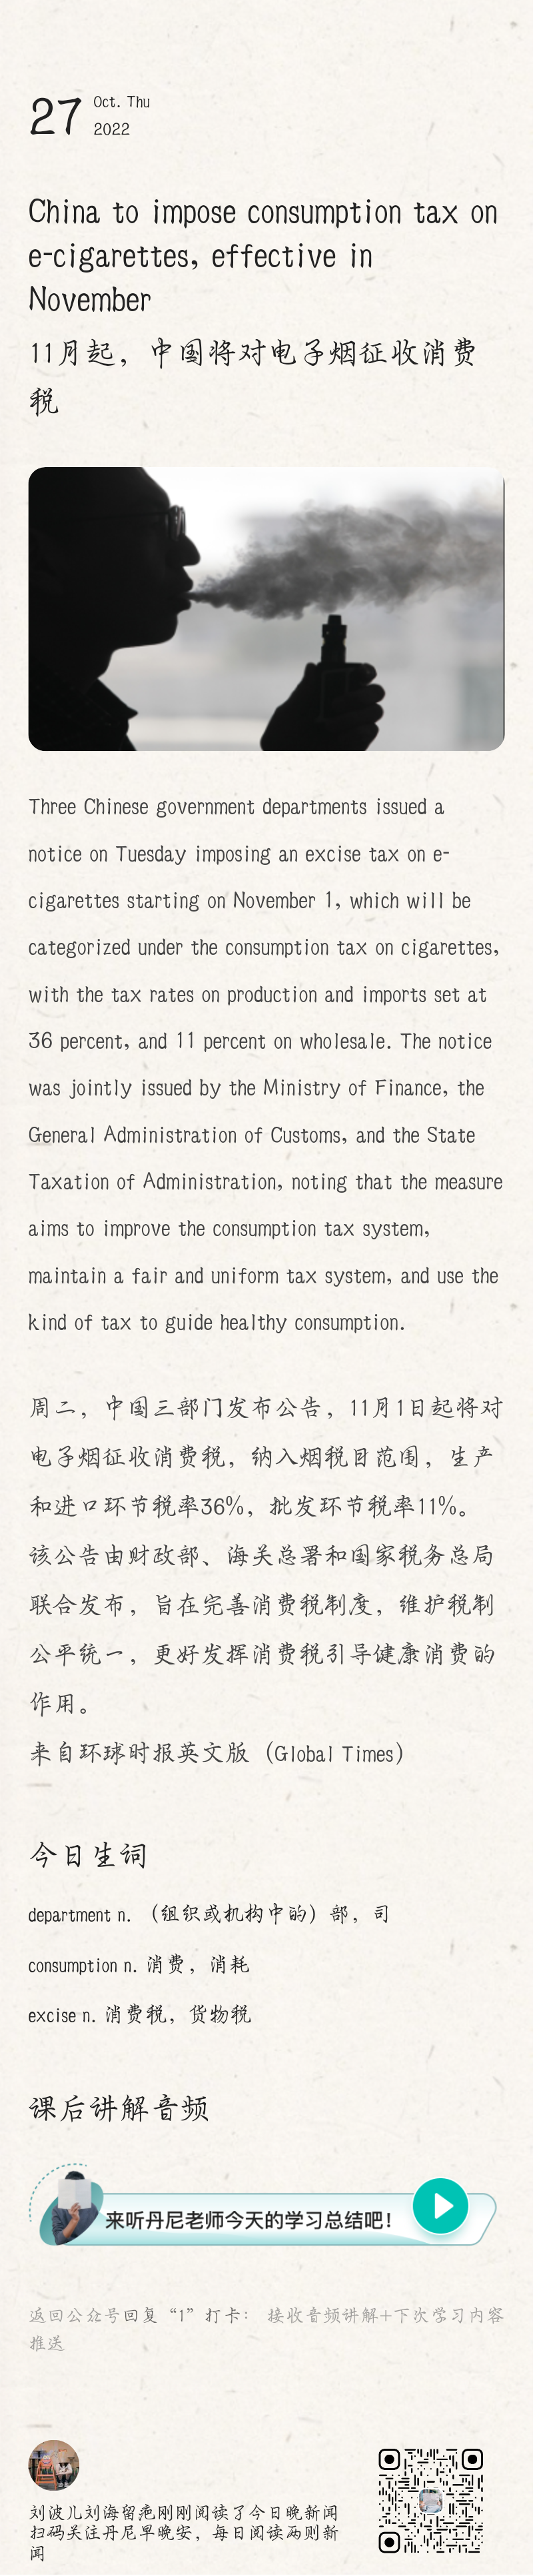 27
Oct. Thu
2022
China to impose consumption tax on
e-cigarettes, effective in
November
11月起，中国将对电子烟征收消费
税
Three Chinese government departments issued a
notice on Tuesday imposing an excise tax on e-
cigarettes starting on November 1, which will be
categorized under the consumption tax on cigarettes,
with the tax rates on production and imports set at
36 percent, and 11 percent on wholesale. The notice
was jointly issued by the Ministry of Finance, the
General Administration of Customs, and the State
Taxation of Administration, noting that the measure
aims to improve the consumption tax system,
maintain a fair and uniform tax system, and use the
kind of tax to guide healthy consumption.
周二，中国三部门发布公告，11月1日起将对
电子烟征收消费税，纳入烟税目范围，生产
和进口环节税率36%，批发环节税率11%。
该公告由财政部、海关总署和国家税务总局
联合发布，旨在完善消费税制度，维护税制
公平统一，更好发挥消费税引导健康消费的
作用。
来自环球时报英文版（Global Times）
今日生词
department n. （组织或机构中的）部，司
consumption n. 消费，消耗
excise n. 消费税，货物税
课后讲解音频
来听丹尼老师今天的学习总结吧！
返回公众号回复“1”打卡： 接收音频讲解+下次学习内容
推送
刘波儿刘海留疤刚刚阅读了今日晚新闻
扫码关注丹尼早晚安，每日阅读两则新
闻